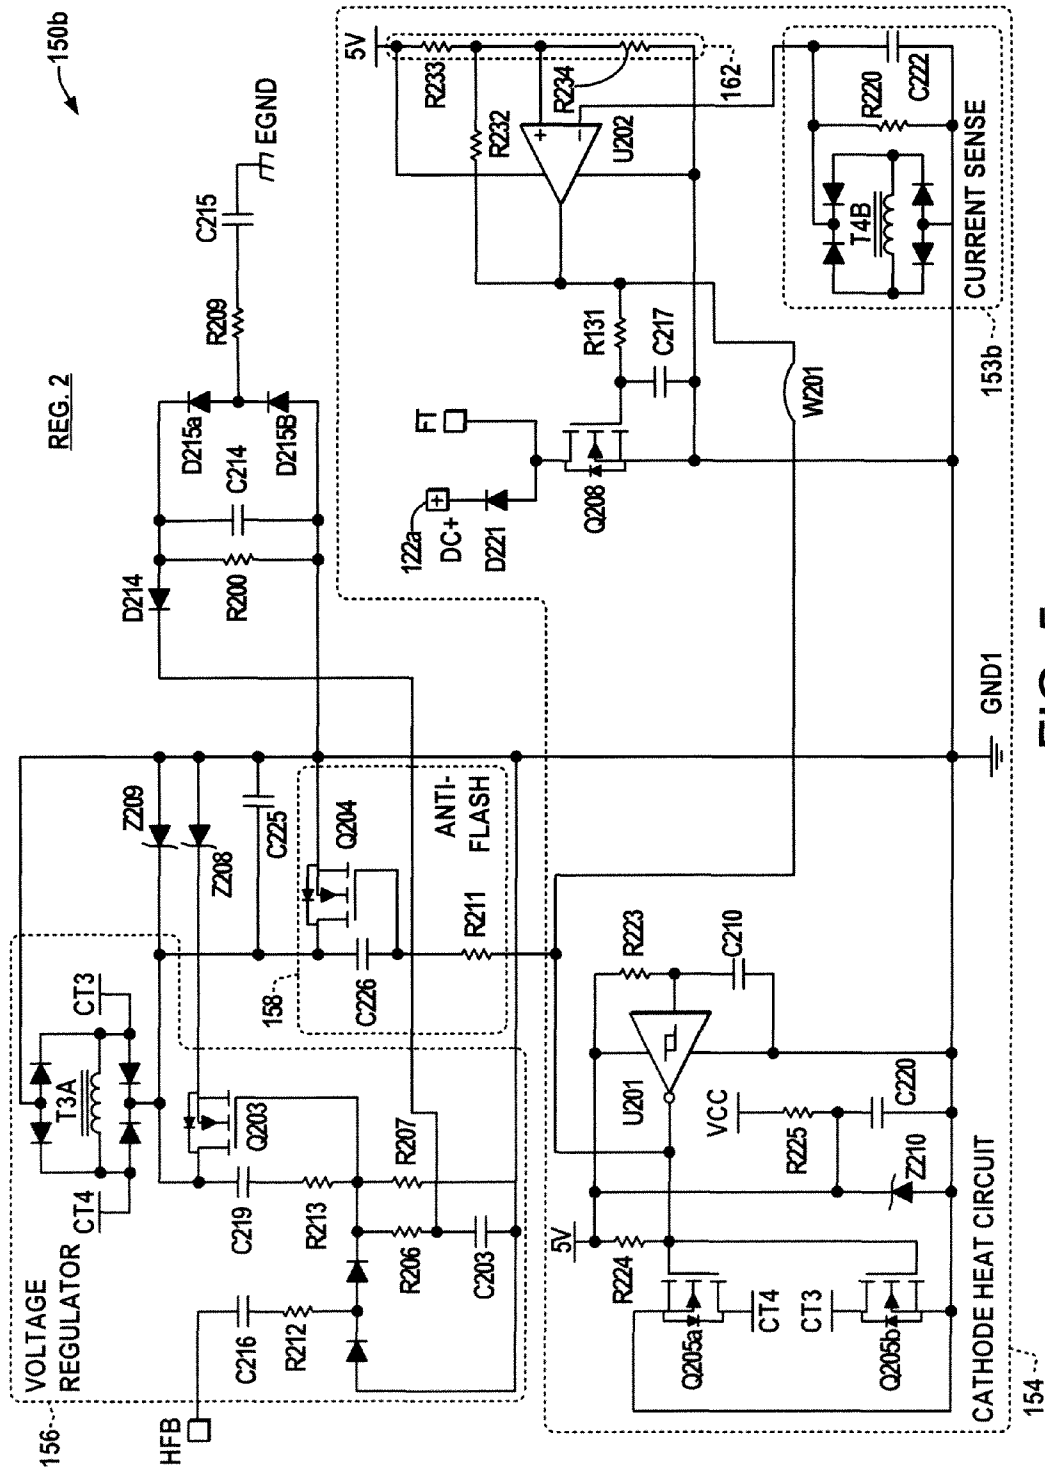 150b
REG. 2
EGND
C215
R209
D215a
D215B
C214
R200
D214
5V
R233
R234
R232
162
U202
+
−
R131
C217
W201
FT
122a
+
DC+
D221
Q208
C222
R220
T4B
CURRENT SENSE
153b
GND1
Z209
Z208
C225
Q204
ANTI-
FLASH
158
C226
R211
CT3
T3A
CT4
Q203
C219
R213
R207
R206
C203
C216
R212
VOLTAGE
REGULATOR
156
HFB
R223
C210
U201
VCC
R225
C220
Z210
5V
R224
CT4
CT3
Q205a
Q205b
CATHODE HEAT CIRCUIT
154